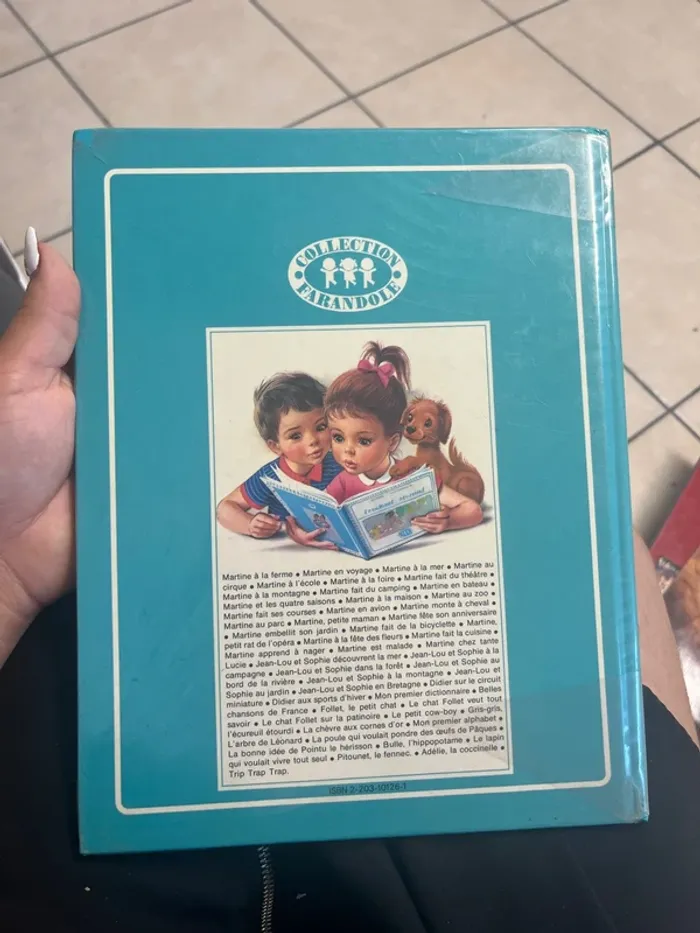 COLLECTION
FARANDOLE
Martine à la ferme • Martine en voyage • Martine à la mer • Martine au
cirque • Martine à l'école • Martine à la foire • Martine fait du théâtre •
Martine à la montagne • Martine fait du camping • Martine en bateau •
Martine et les quatre saisons • Martine à la maison • Martine au zoo •
Martine fait ses courses • Martine en avion • Martine monte à cheval •
Martine au parc • Martine, petite maman • Martine fête son anniversaire
• Martine embellit son jardin • Martine fait de la bicyclette • Martine,
petit rat de l'opéra • Martine à la fête des fleurs • Martine fait la cuisine •
Martine apprend à nager • Martine est malade • Martine chez tante
Lucie • Jean-Lou et Sophie découvrent la mer • Jean-Lou et Sophie à la
campagne • Jean-Lou et Sophie dans la forêt • Jean-Lou et Sophie au
bord de la rivière • Jean-Lou et Sophie à la montagne • Jean-Lou et
Sophie au jardin • Jean-Lou et Sophie en Bretagne • Didier sur le circuit
miniature • Didier aux sports d'hiver • Mon premier dictionnaire • Belles
chansons de France • Follet, le petit chat • Le chat Follet veut tout
savoir • Le chat Follet sur la patinoire • Le petit cow-boy • Gris-gris,
l'écureuil étourdi • La chèvre aux cornes d'or • Mon premier alphabet •
L'arbre de Léonard • La poule qui voulait pondre des œufs de Pâques •
La bonne idée de Pointu le hérisson • Bulle, l'hippopotame • Le lapin
qui voulait vivre tout seul • Pitounet, le fennec. • Adélie, la coccinelle •
Trip Trap Trap.
ISBN 2-203-10126-1